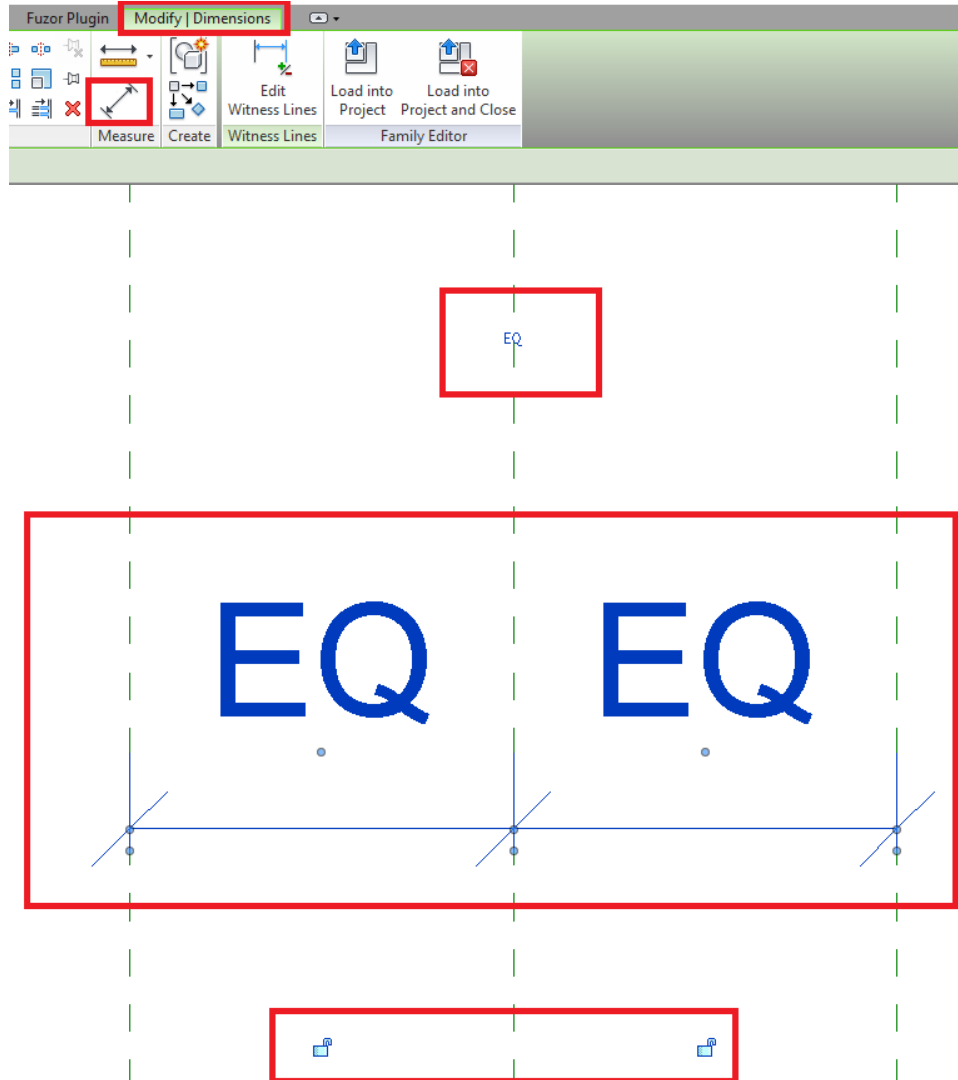 Fuzor Plugin Modify | Dimensions
Edit
Witness Lines
Load into
Project
Load into
Project and Close
Measure Create Witness Lines Family Editor
EQ
EQ EQ